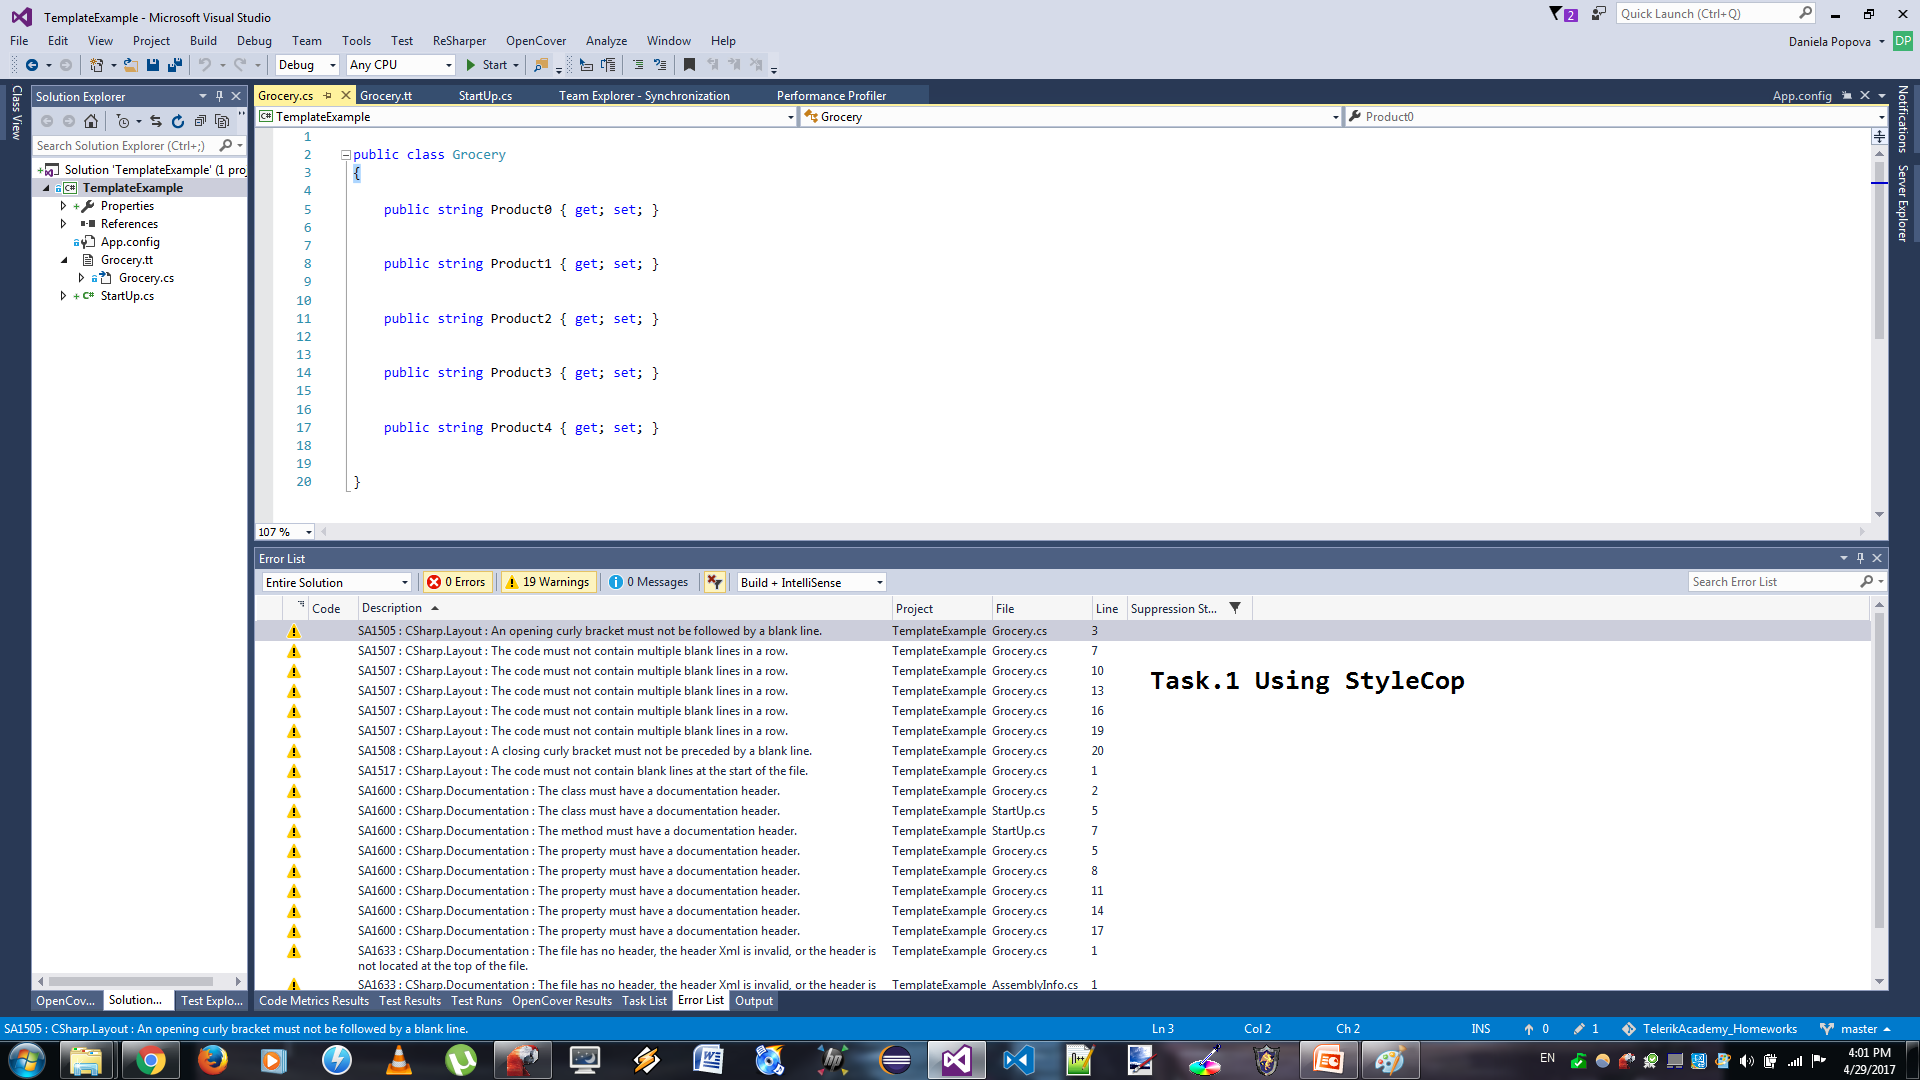 TemplateExample - Microsoft Visual Studio
2
Quick Launch (Ctrl+Q)
File Edit View Project Build Debug Team Tools Test ReSharper OpenCover Analyze Window Help
Daniela Popova
DP
Debug Any CPU Start
Class View
Solution Explorer
Search Solution Explorer (Ctrl+;)
Solution 'TemplateExample' (1 proj
TemplateExample
Properties
References
App.config
Grocery.tt
Grocery.cs
StartUp.cs
OpenCov... Solution... Test Explo...
Grocery.cs Grocery.tt StartUp.cs Team Explorer - Synchronization Performance Profiler App.config
TemplateExample Grocery Product0
1
2 public class Grocery
3 {
4
5 public string Product0 { get; set; }
6
7
8 public string Product1 { get; set; }
9
10
11 public string Product2 { get; set; }
12
13
14 public string Product3 { get; set; }
15
16
17 public string Product4 { get; set; }
18
19
20 }
107 %
Notifications
Server Explorer
Error List
Entire Solution 0 Errors 19 Warnings 0 Messages Build + IntelliSense Search Error List
Code Description Project File Line Suppression St...
SA1505 : CSharp.Layout : An opening curly bracket must not be followed by a blank line. TemplateExample Grocery.cs 3
SA1507 : CSharp.Layout : The code must not contain multiple blank lines in a row. TemplateExample Grocery.cs 7
SA1507 : CSharp.Layout : The code must not contain multiple blank lines in a row. TemplateExample Grocery.cs 10
SA1507 : CSharp.Layout : The code must not contain multiple blank lines in a row. TemplateExample Grocery.cs 13
SA1507 : CSharp.Layout : The code must not contain multiple blank lines in a row. TemplateExample Grocery.cs 16
SA1507 : CSharp.Layout : The code must not contain multiple blank lines in a row. TemplateExample Grocery.cs 19
SA1508 : CSharp.Layout : A closing curly bracket must not be preceded by a blank line. TemplateExample Grocery.cs 20
SA1517 : CSharp.Layout : The code must not contain blank lines at the start of the file. TemplateExample Grocery.cs 1
SA1600 : CSharp.Documentation : The class must have a documentation header. TemplateExample Grocery.cs 2
SA1600 : CSharp.Documentation : The class must have a documentation header. TemplateExample StartUp.cs 5
SA1600 : CSharp.Documentation : The method must have a documentation header. TemplateExample StartUp.cs 7
SA1600 : CSharp.Documentation : The property must have a documentation header. TemplateExample Grocery.cs 5
SA1600 : CSharp.Documentation : The property must have a documentation header. TemplateExample Grocery.cs 8
SA1600 : CSharp.Documentation : The property must have a documentation header. TemplateExample Grocery.cs 11
SA1600 : CSharp.Documentation : The property must have a documentation header. TemplateExample Grocery.cs 14
SA1600 : CSharp.Documentation : The property must have a documentation header. TemplateExample Grocery.cs 17
SA1633 : CSharp.Documentation : The file has no header, the header Xml is invalid, or the header is TemplateExample Grocery.cs 1
not located at the top of the file.
SA1633 : CSharp.Documentation : The file has no header, the header Xml is invalid, or the header is TemplateExample AssemblyInfo.cs 1
Task.1 Using StyleCop
Code Metrics Results Test Results Test Runs OpenCover Results Task List Error List Output
SA1505 : CSharp.Layout : An opening curly bracket must not be followed by a blank line. Ln 3 Col 2 Ch 2 INS 0 1 TelerikAcademy_Homeworks master
EN
4:01 PM
4/29/2017